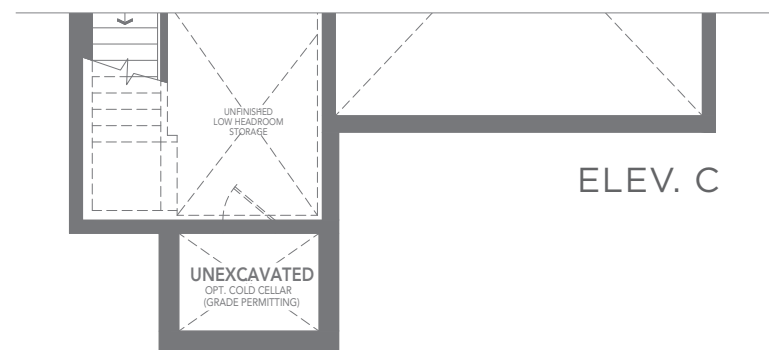 UNFINISHED
LOW HEADROOM
STORAGE
ELEV. C
UNEXCAVATED
OPT. COLD CELLAR
(GRADE PERMITTING)